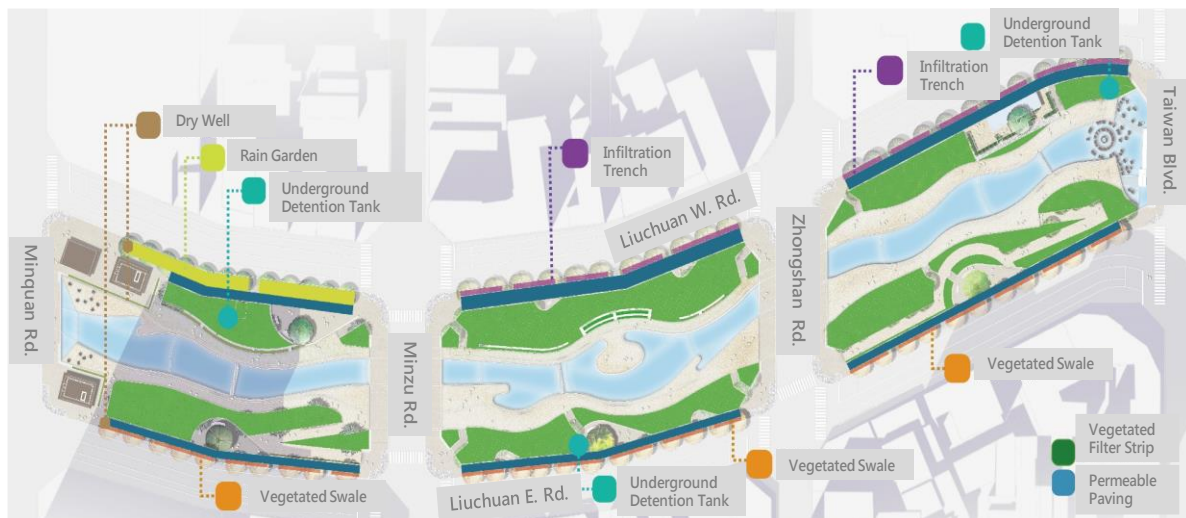 Underground
Detention Tank
Infiltration
Trench
Dry Well
Rain Garden
Infiltration
Trench
Underground
Detention Tank
Taiwan Blvd.
Liuchuan W. Rd.
Minquan Rd.
Zhongshan Rd.
Minzu Rd.
Vegetated Swale
Vegetated
Filter Strip
Vegetated Swale
Underground
Detention Tank
Vegetated Swale
Liuchuan E. Rd.
Permeable
Paving